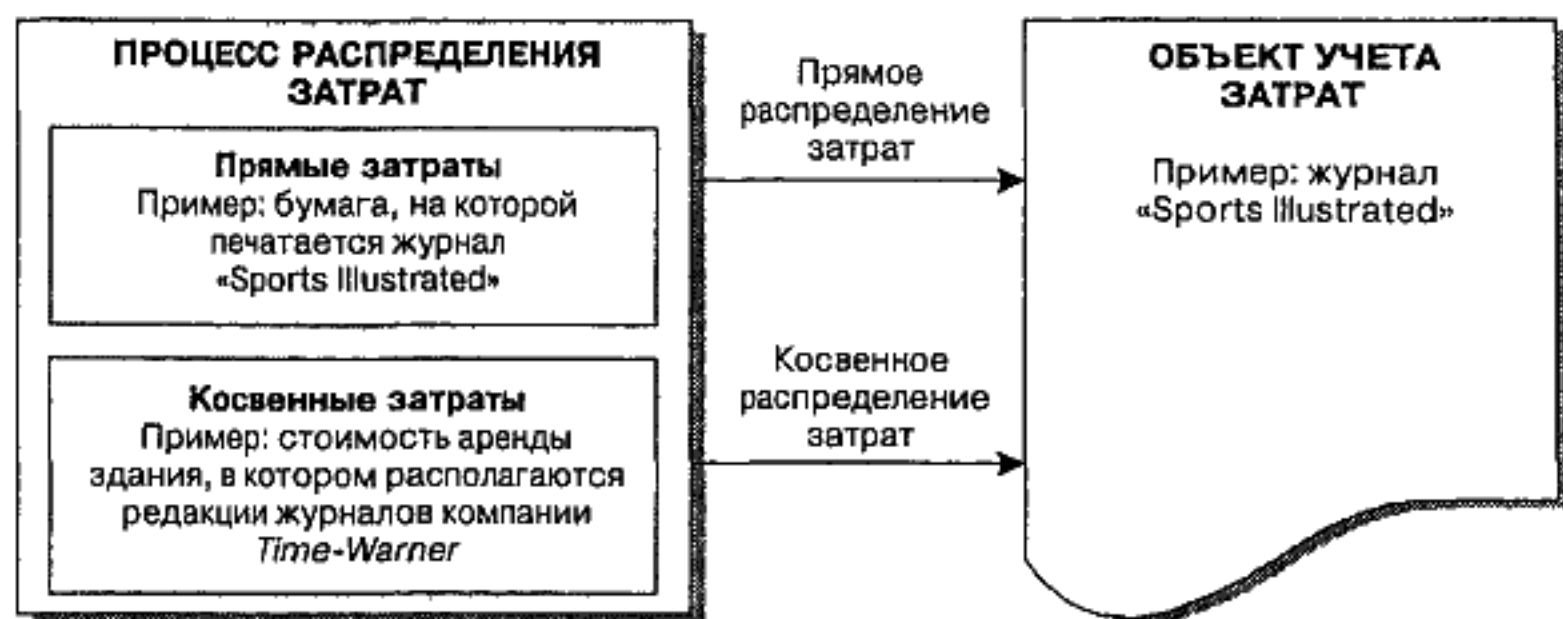 ПРОЦЕСС РАСПРЕДЕЛЕНИЯ
ЗАТРАТ
Прямые затраты
Пример: бумага, на которой
печатается журнал
«Sports Illustrated»
Косвенные затраты
Пример: стоимость аренды
здания, в котором располагаются
редакции журналов компании
Time-Warner
Прямое
распределение
затрат
Косвенное
распределение
затрат
ОБЪЕКТ УЧЕТА
ЗАТРАТ
Пример: журнал
«Sports Illustrated»